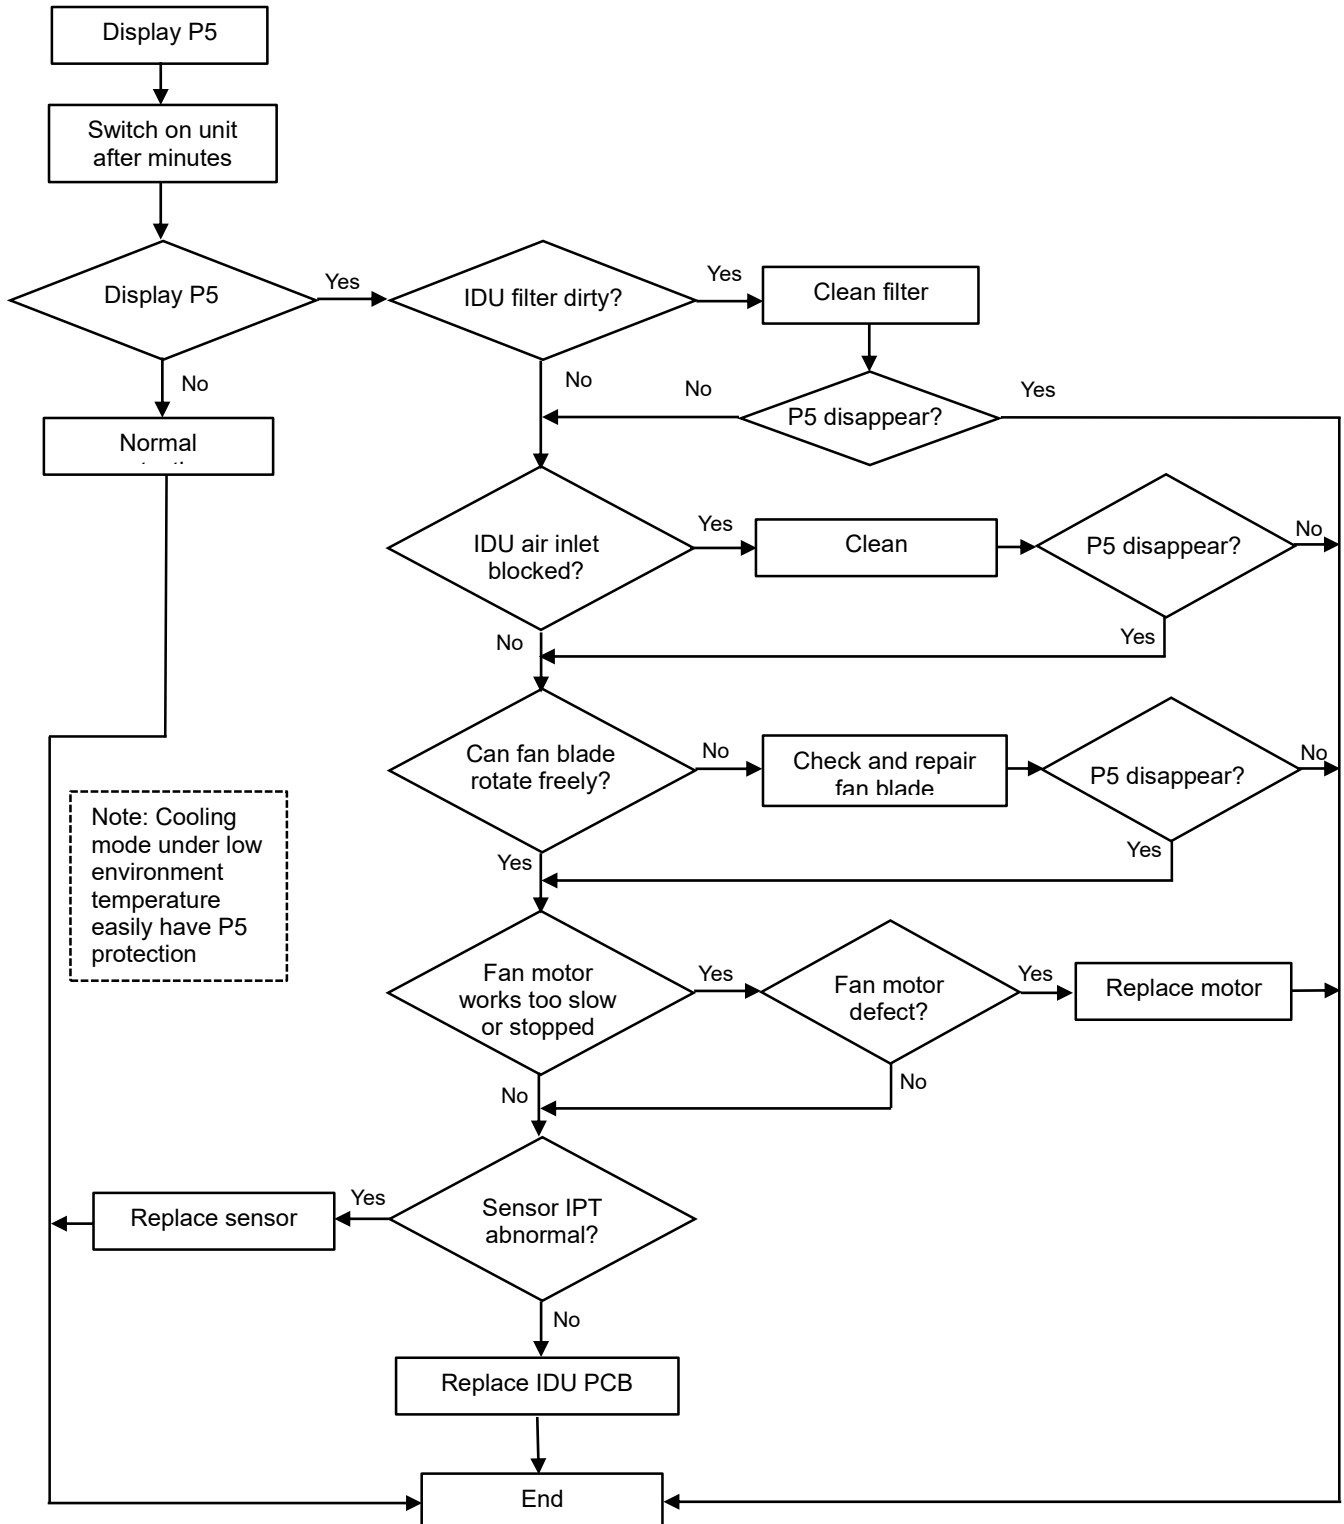 Display P5
Switch on unit
after minutes
Display P5
Yes
IDU filter dirty?
Yes
Clean filter
No
No
No
P5 disappear?
Yes
Normal
IDU air inlet
blocked?
Yes
Clean
P5 disappear?
No
No
Yes
Can fan blade
rotate freely?
No
Check and repair
fan blade
P5 disappear?
No
Yes
Yes
Note: Cooling
mode under low
environment
temperature
easily have P5
protection
Fan motor
works too slow
or stopped
Yes
Fan motor
defect?
Yes
Replace motor
No
No
Sensor IPT
abnormal?
Yes
Replace sensor
No
Replace IDU PCB
End